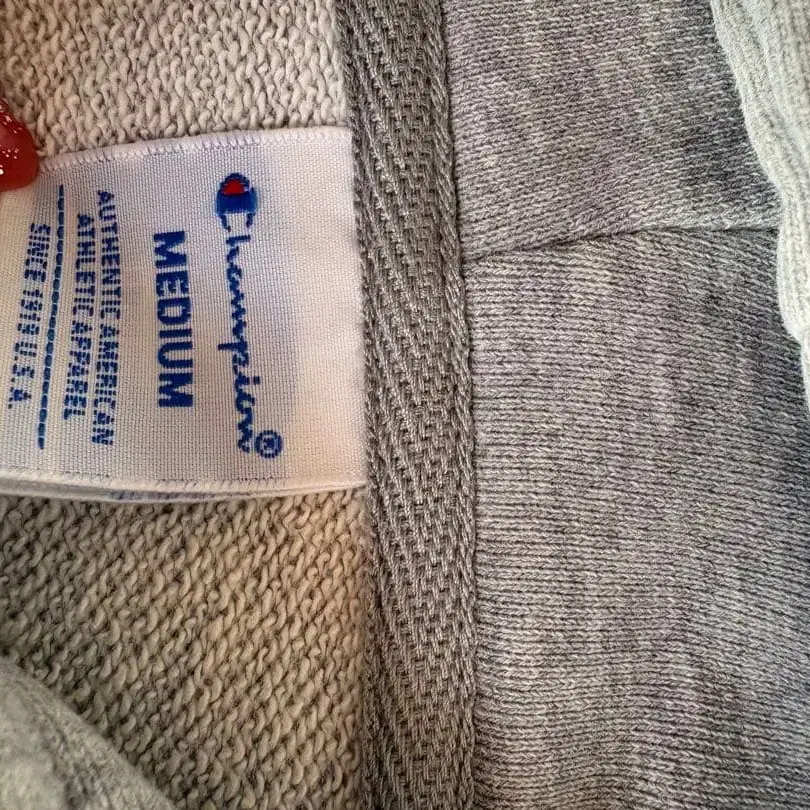 Champion®
MEDIUM
AUTHENTIC AMERICAN
ATHLETIC APPAREL
SINCE 1919 U.S.A.